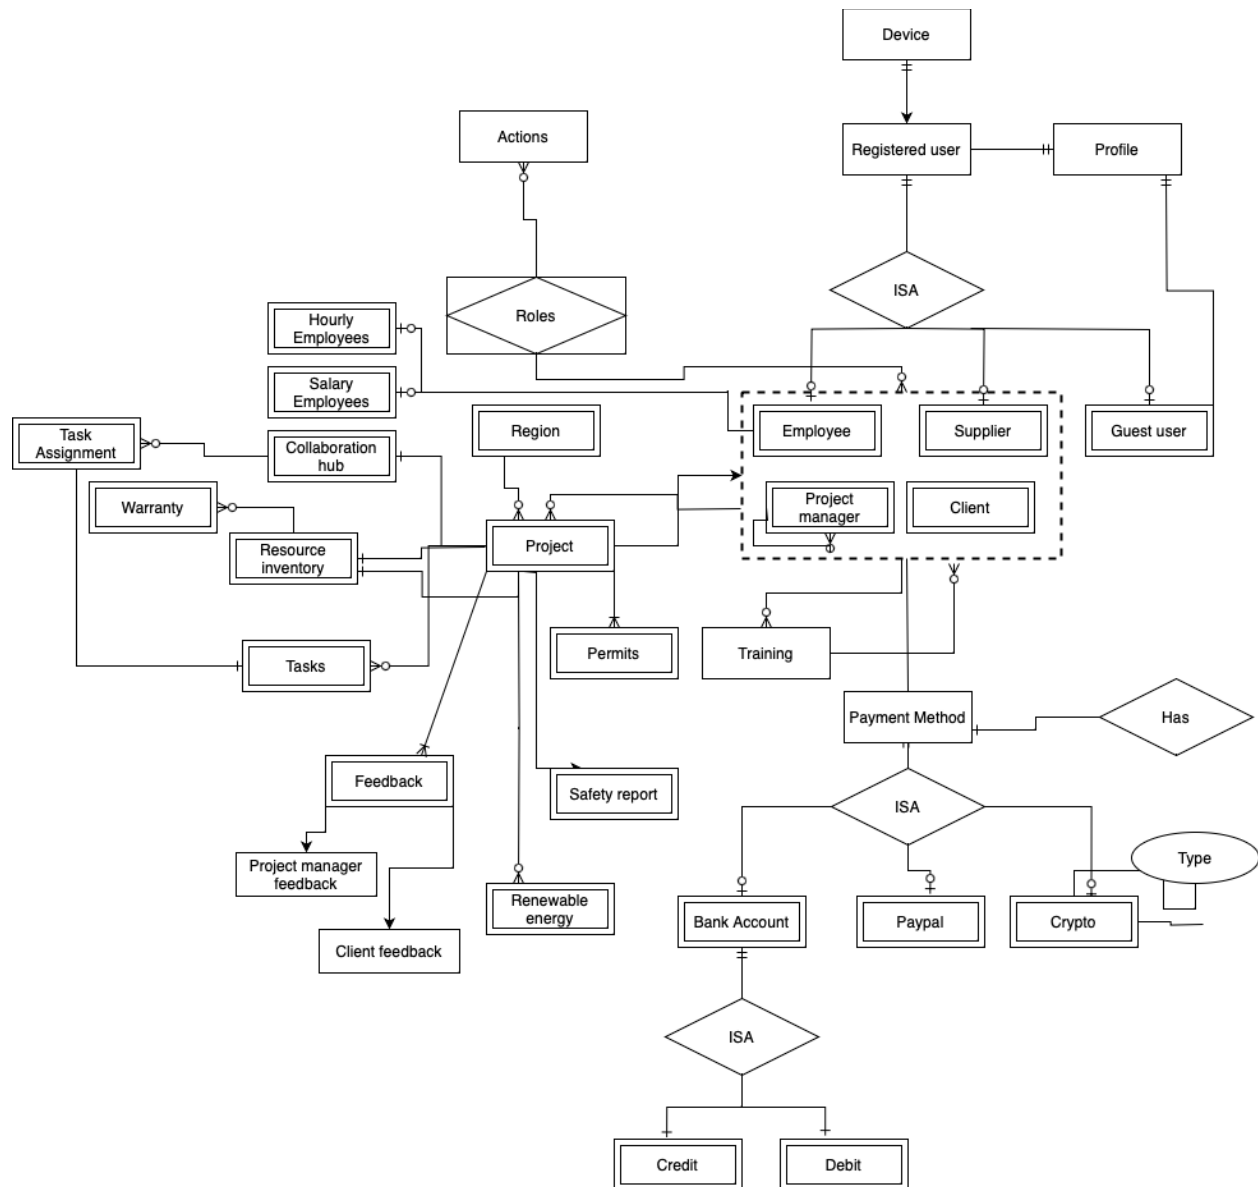 Device
Actions
Registered user
Profile
ISA
Roles
Hourly
Employees
Salary
Employees
Region
Employee
Supplier
Guest user
Task
Assignment
Collaboration
hub
Warranty
Project
manager
Client
Resource
inventory
Project
Tasks
Permits
Training
Payment Method
Has
Feedback
Safety report
ISA
Type
Project manager
feedback
Renewable
energy
Bank Account
Paypal
Crypto
Client feedback
ISA
Credit
Debit